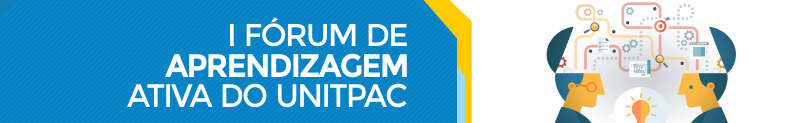 I FÓRUM DE
APRENDIZAGEM
ATIVA DO UNITPAC